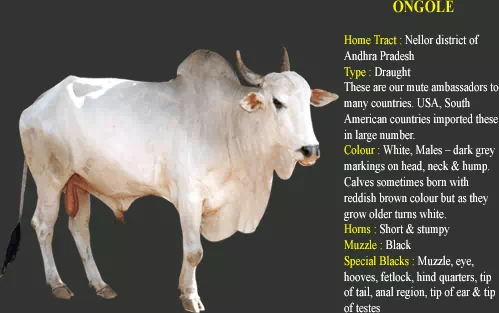 ONGOLE
Home Tract : Nellor district of
Andhra Pradesh
Type : Draught
These are our mute ambassadors to
many countries. USA, South
American countries imported these
in large number.
Colour : White, Males – dark grey
markings on head, neck & hump.
Calves sometimes born with
reddish brown colour but as they
grow older turns white.
Horns : Short & stumpy
Muzzle : Black
Special Blacks : Muzzle, eye,
hooves, fetlock, hind quarters, tip
of tail, anal region, tip of ear & tip
of testes